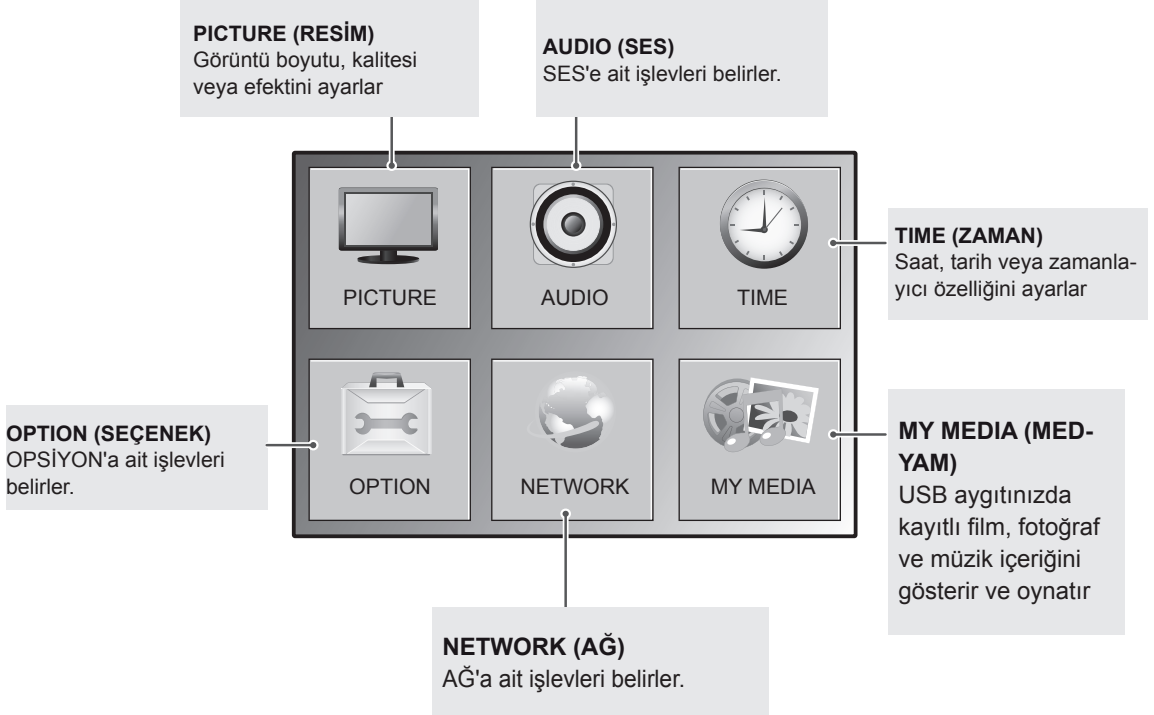 PICTURE (RESİM)
Görüntü boyutu, kalitesi
veya efektini ayarlar
AUDIO (SES)
SES'e ait işlevleri belirler.
PICTURE
AUDIO
TIME
TIME (ZAMAN)
Saat, tarih veya zamanla-
yıcı özelliğini ayarlar
OPTION (SEÇENEK)
OPSİYON'a ait işlevleri
belirler.
OPTION
NETWORK
MY MEDIA
MY MEDIA (MED-
YAM)
USB aygıtınızda
kayıtlı film, fotoğraf
ve müzik içeriğini
gösterir ve oynatır
NETWORK (AĞ)
AĞ'a ait işlevleri belirler.